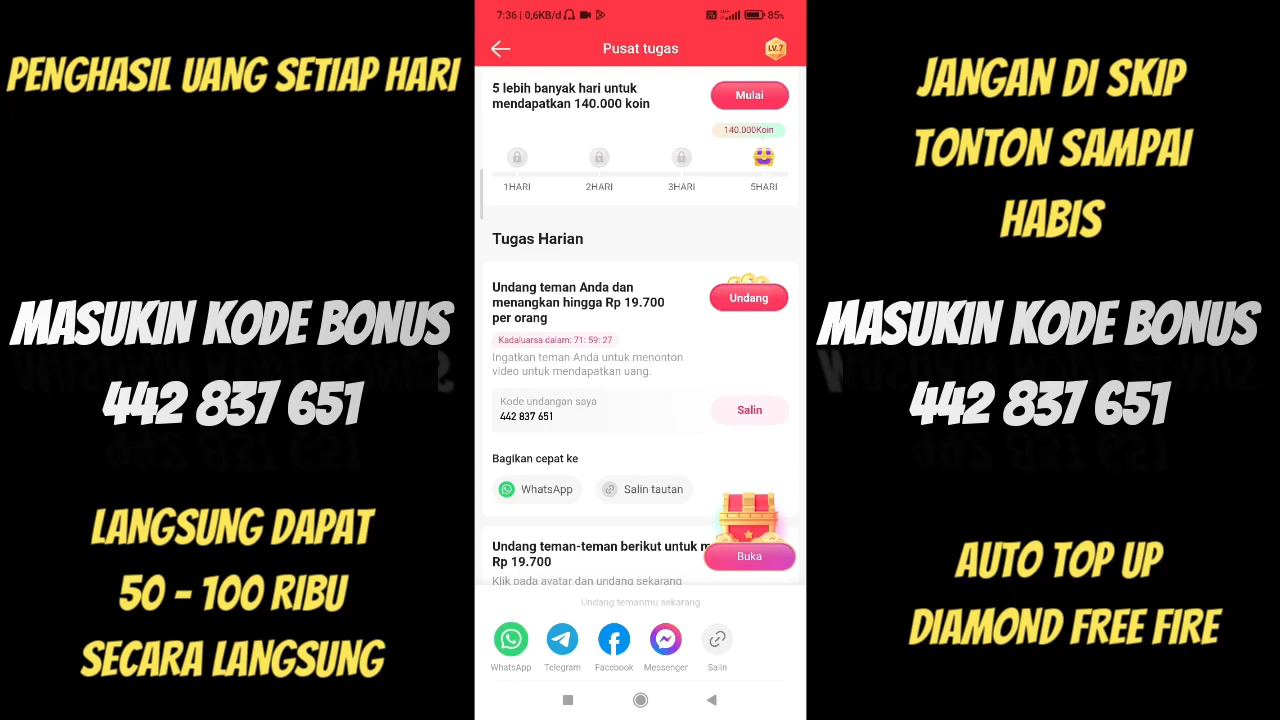 PENGHASIL UANG SETIAP HARI
MASUKIN KODE BONUS
442 837 651
LANGSUNG DAPAT
50 - 100 RIBU
SECARA LANGSUNG
7:36 | 0,6KB/d
85%
Pusat tugas
LV.7
5 lebih banyak hari untuk
mendapatkan 140.000 koin
Mulai
140.000Koin
1HARI
2HARI
3HARI
5HARI
Tugas Harian
Undang teman Anda dan
menangkan hingga Rp 19.700
per orang
Undang
Kadaluarsa dalam: 71: 59: 27
Ingatkan teman Anda untuk menonton
video untuk mendapatkan uang.
Kode undangan saya
442 837 651
Salin
Bagikan cepat ke
WhatsApp
Salin tautan
Undang teman-teman berikut untuk m
Rp 19.700
Buka
Klik pada avatar dan undang sekarang
Undang temanmu sekarang
WhatsApp
Telegram
Facebook
Messenger
Salin
JANGAN DI SKIP
TONTON SAMPAI
HABIS
MASUKIN KODE BONUS
442 837 651
AUTO TOP UP
DIAMOND FREE FIRE